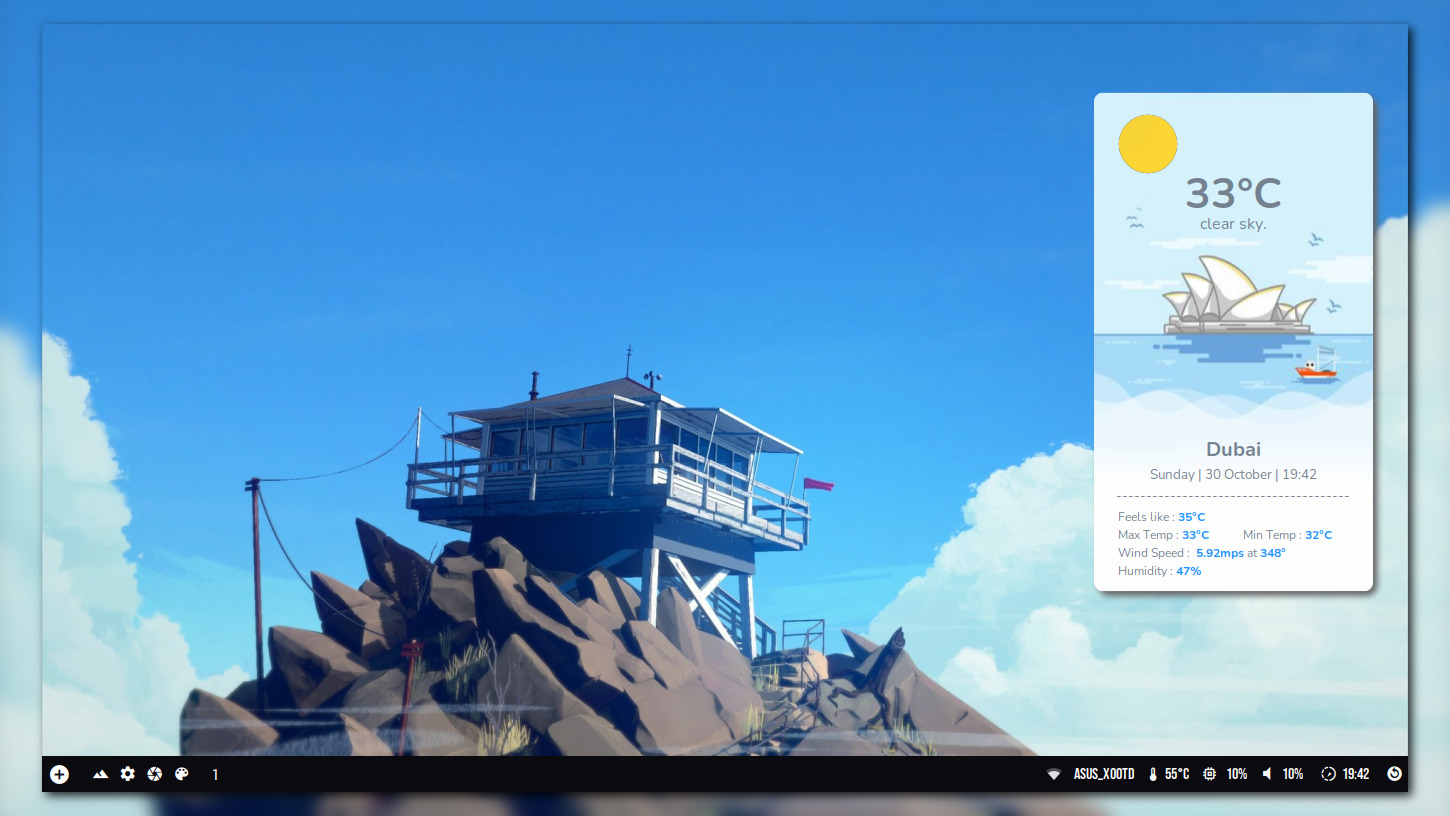 33°C
clear sky.
Dubai
Sunday | 30 October | 19:42
Feels like : 35°C
Max Temp : 33°C Min Temp : 32°C
Wind Speed : 5.92mps at 348°
Humidity : 47%
1 ASUS_XOOTD 55°C 10% 10% 19:42